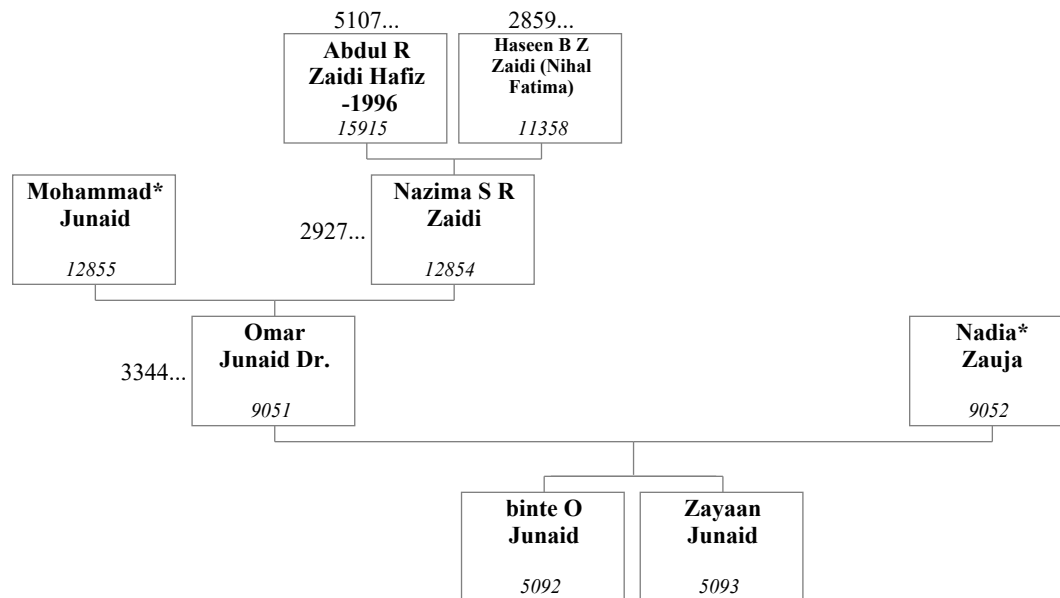 5107...
2859...
Abdul R
Zaidi Hafiz
-1996
15915
Haseen B Z
Zaidi (Nihal
Fatima)
11358
Mohammad*
Junaid
12855
2927...
Nazima S R
Zaidi
12854
3344...
Omar
Junaid Dr.
9051
Nadia*
Zauja
9052
binte O
Junaid
5092
Zayaan
Junaid
5093